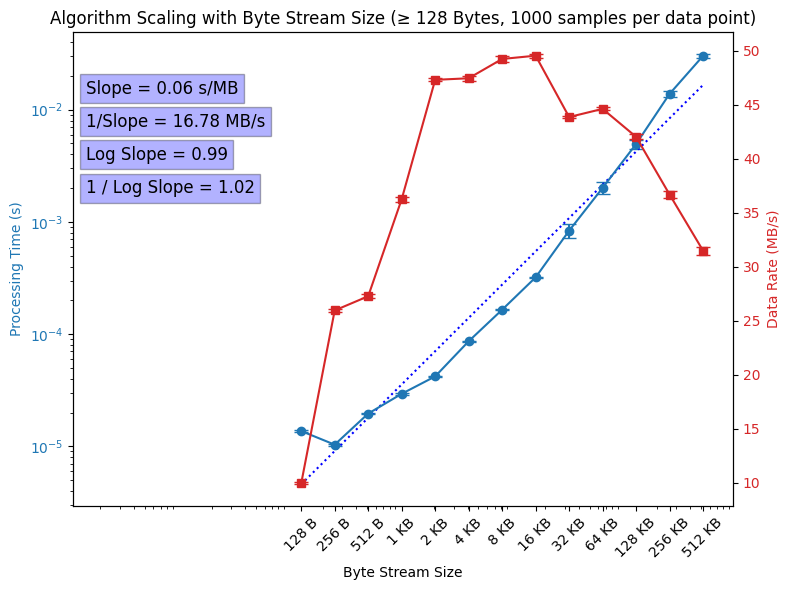 Algorithm Scaling with Byte Stream Size (≥ 128 Bytes, 1000 samples per data point)
Slope = 0.06 s/MB
1/Slope = 16.78 MB/s
Log Slope = 0.99
1 / Log Slope = 1.02
Processing Time (s)
10⁻²
10⁻³
10⁻⁴
10⁻⁵
50
45
40
35
30
25
20
15
10
Data Rate (MB/s)
128 B
256 B
512 B
1 KB
2 KB
4 KB
8 KB
16 KB
32 KB
64 KB
128 KB
256 KB
512 KB
Byte Stream Size